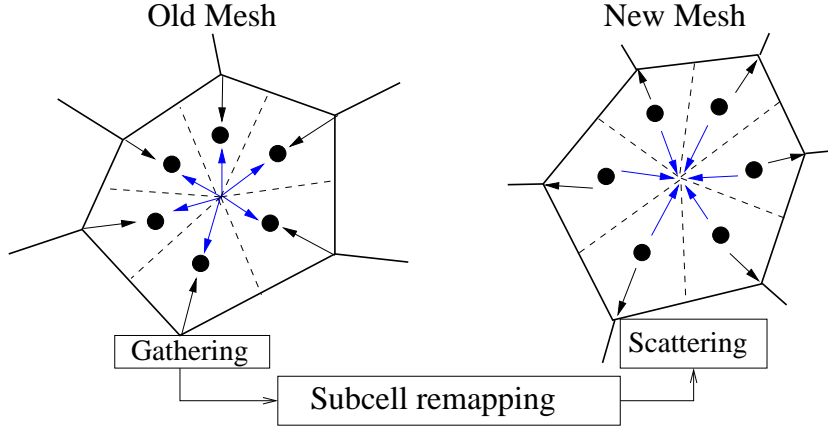 Old Mesh
New Mesh
Gathering
Scattering
Subcell remapping